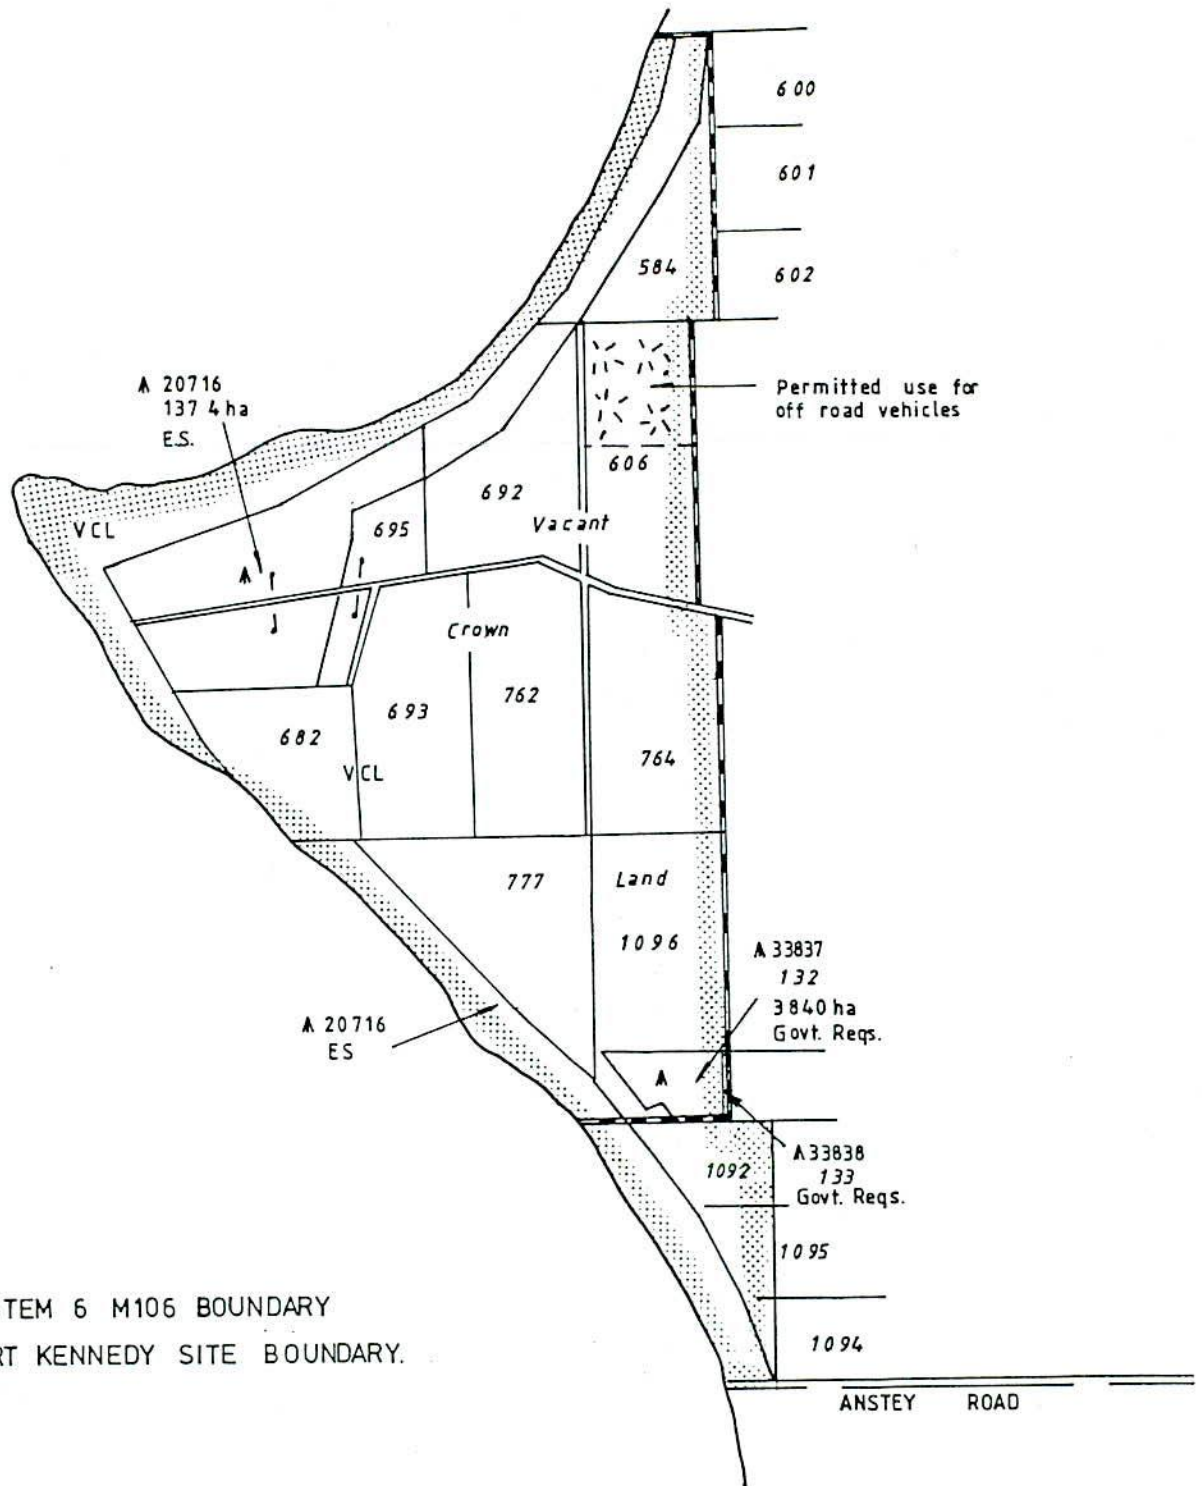 600
601
584
602
A 20716
137 4 ha
E.S.
Permitted use for
off road vehicles
606
692
VCL
695
Vacant
Crown
762
693
682
764
VCL
777
Land
1096
A 33837
132
3840 ha
Govt. Reqs.
A 20716
ES
A 33838
1092
133
Govt. Reqs.
1095
TEM 6 M106 BOUNDARY
RT KENNEDY SITE BOUNDARY.
1094
ANSTEY ROAD